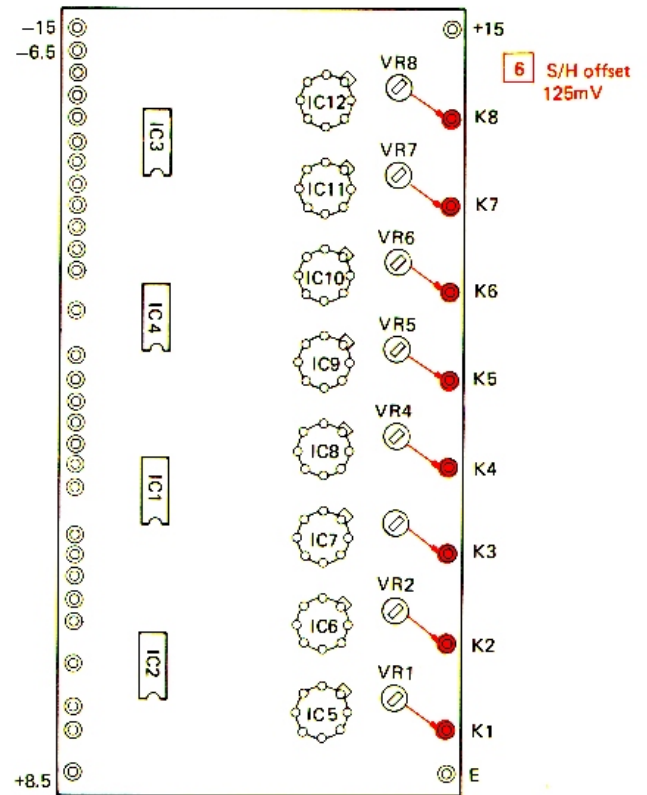 -15
+15
-6.5
6 S/H offset
125mV
VR8
IC12
K8
IC3
VR7
IC11
K7
VR6
IC10
K6
IC4
VR5
IC9
K5
VR4
IC8
K4
IC1
IC7
K3
VR2
IC6
K2
IC2
VR1
IC5
K1
+8.5
E